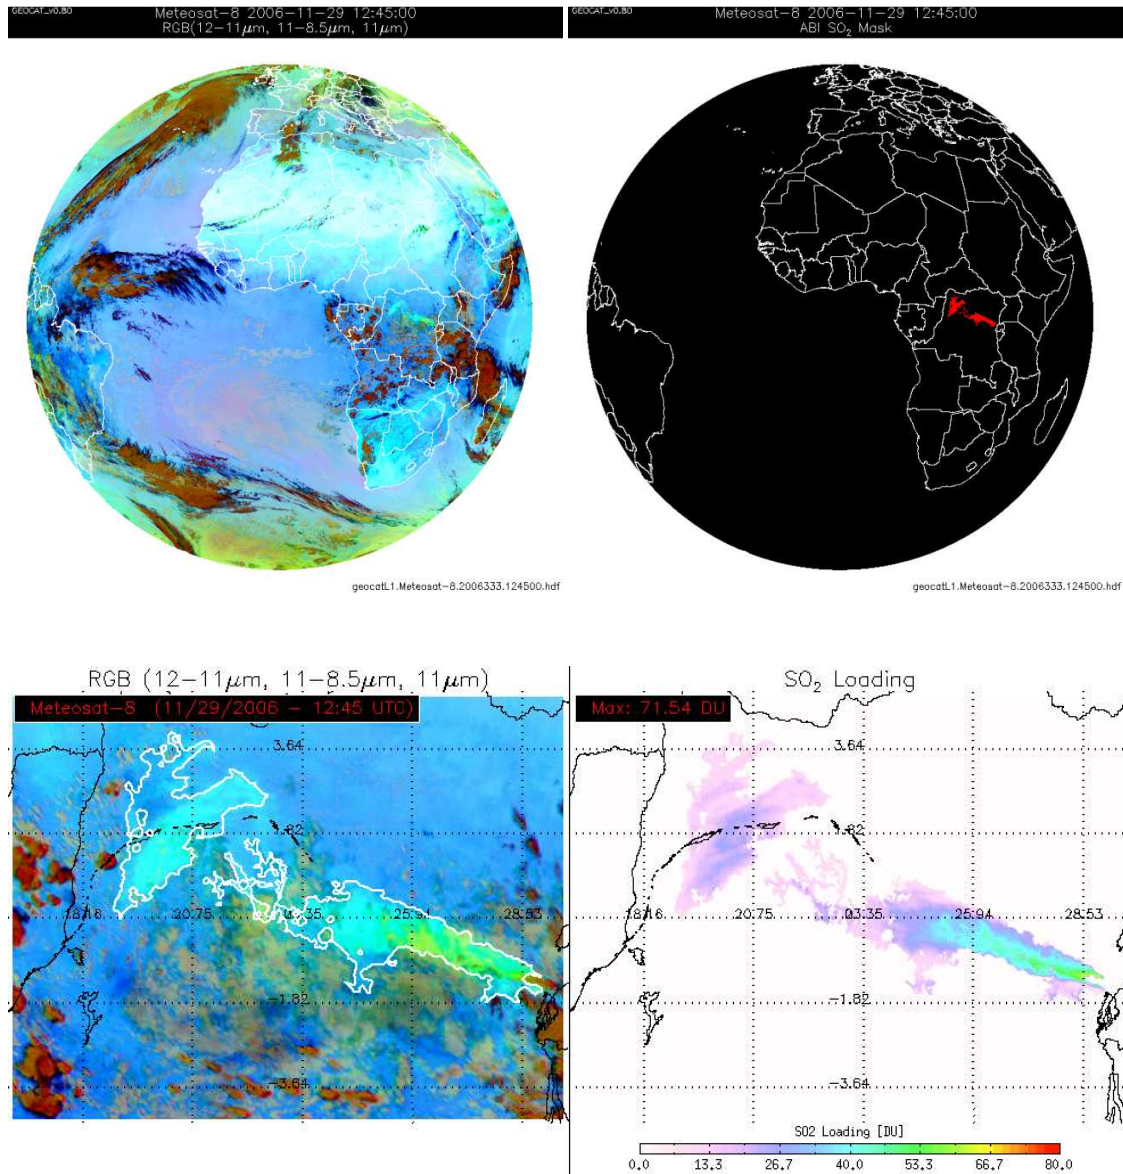 GEOCAT_v0.80
Meteosat-8 2006-11-29 12:45:00
RGB(12-11μm, 11-8.5μm, 11μm)
GEOCAT_v0.80
Meteosat-8 2006-11-29 12:45:00
ABI SO2 Mask
geocatL1.Meteosat-8.2006333.124500.hdf
geocatL1.Meteosat-8.2006333.124500.hdf
RGB (12-11μm, 11-8.5μm, 11μm)
Meteosat-8 (11/29/2006 - 12:45 UTC)
3.64
1.82
18.16 20.75 23.35 25.94 28.53
-1.82
-3.64
SO2 Loading
Max: 71.54 DU
3.64
1.82
18.16 20.75 23.35 25.94 28.53
-1.82
-3.64
SO2 Loading [DU]
0.0 13.3 26.7 40.0 53.3 66.7 80.0